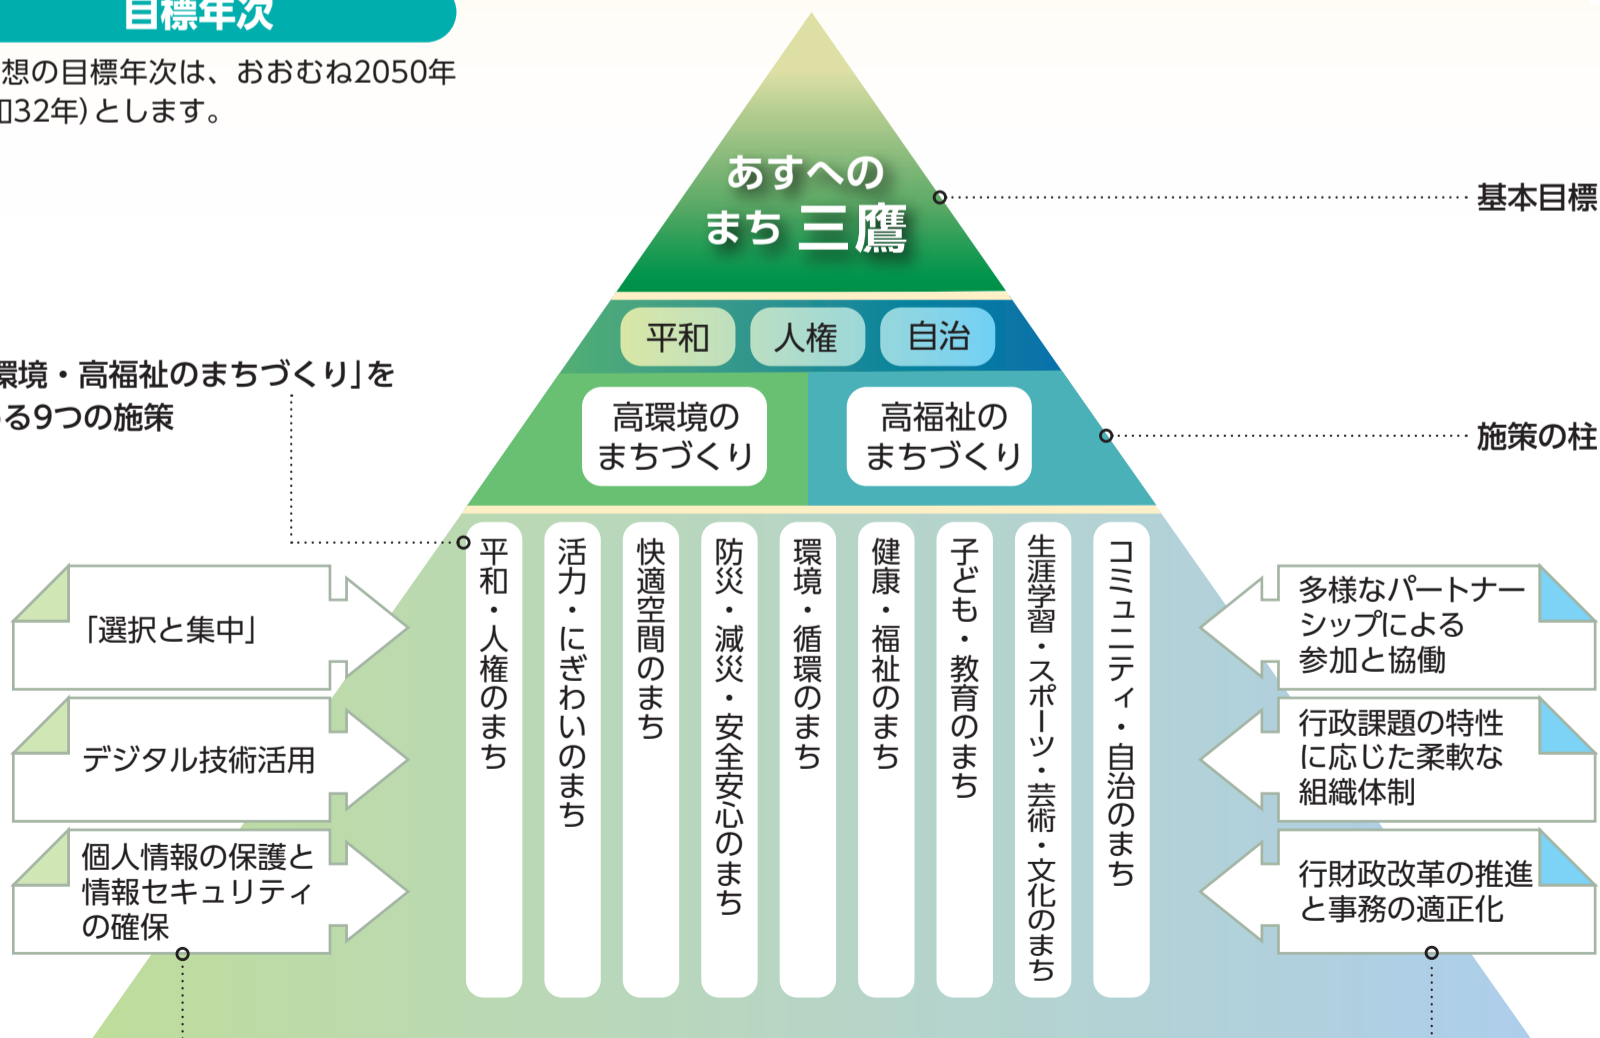 目標年次
想の目標年次は、おおむね2050年
和32年)とします。
あすへの
まち 三鷹
基本目標
平和
人権
自治
環境・高福祉のまちづくり」を
る9つの施策
高環境の
まちづくり
高福祉の
まちづくり
施策の柱
平和・人権のまち
活力・にぎわいのまち
快適空間のまち
防災・減災・安全安心のまち
環境・循環のまち
健康・福祉のまち
子ども・教育のまち
生涯学習・スポーツ・芸術・文化のまち
コミュニティ・自治のまち
「選択と集中」
デジタル技術活用
個人情報の保護と
情報セキュリティ
の確保
多様なパートナー
シップによる
参加と協働
行政課題の特性
に応じた柔軟な
組織体制
行財政改革の推進
と事務の適正化